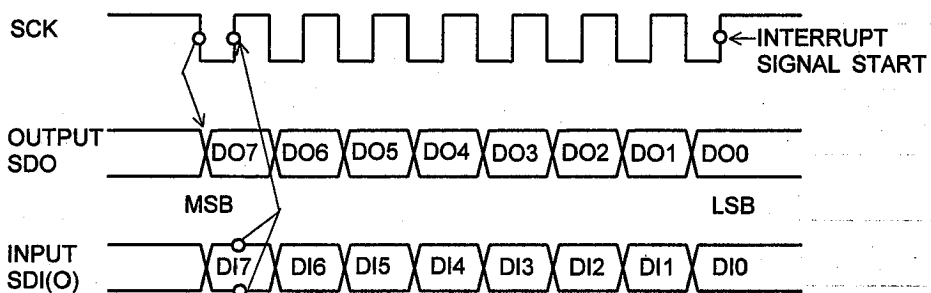 SCK
INTERRUPT
SIGNAL START
OUTPUT
SDO
DO7 DO6 DO5 DO4 DO3 DO2 DO1 DO0
MSB LSB
INPUT
SDI(O)
DI7 DI6 DI5 DI4 DI3 DI2 DI1 DI0